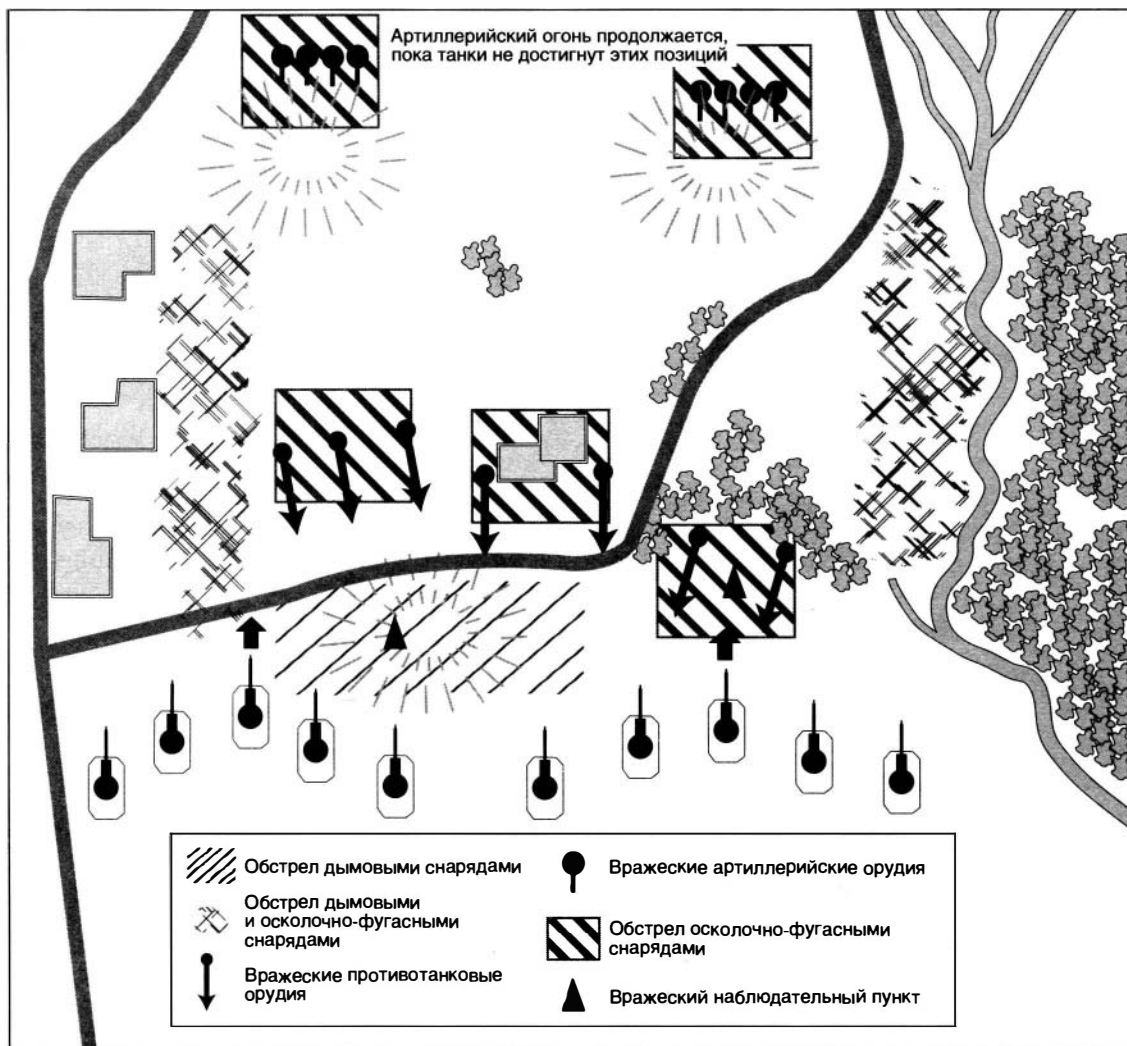 Артиллерийский огонь продолжается,
пока танки не достигнут этих позиций
Обстрел дымовыми снарядами
Обстрел дымовыми
и осколочно-фугасными
снарядами
Вражеские противотанковые
орудия
Вражеские артиллерийские орудия
Обстрел осколочно-фугасными
снарядами
Вражеский наблюдательный пункт